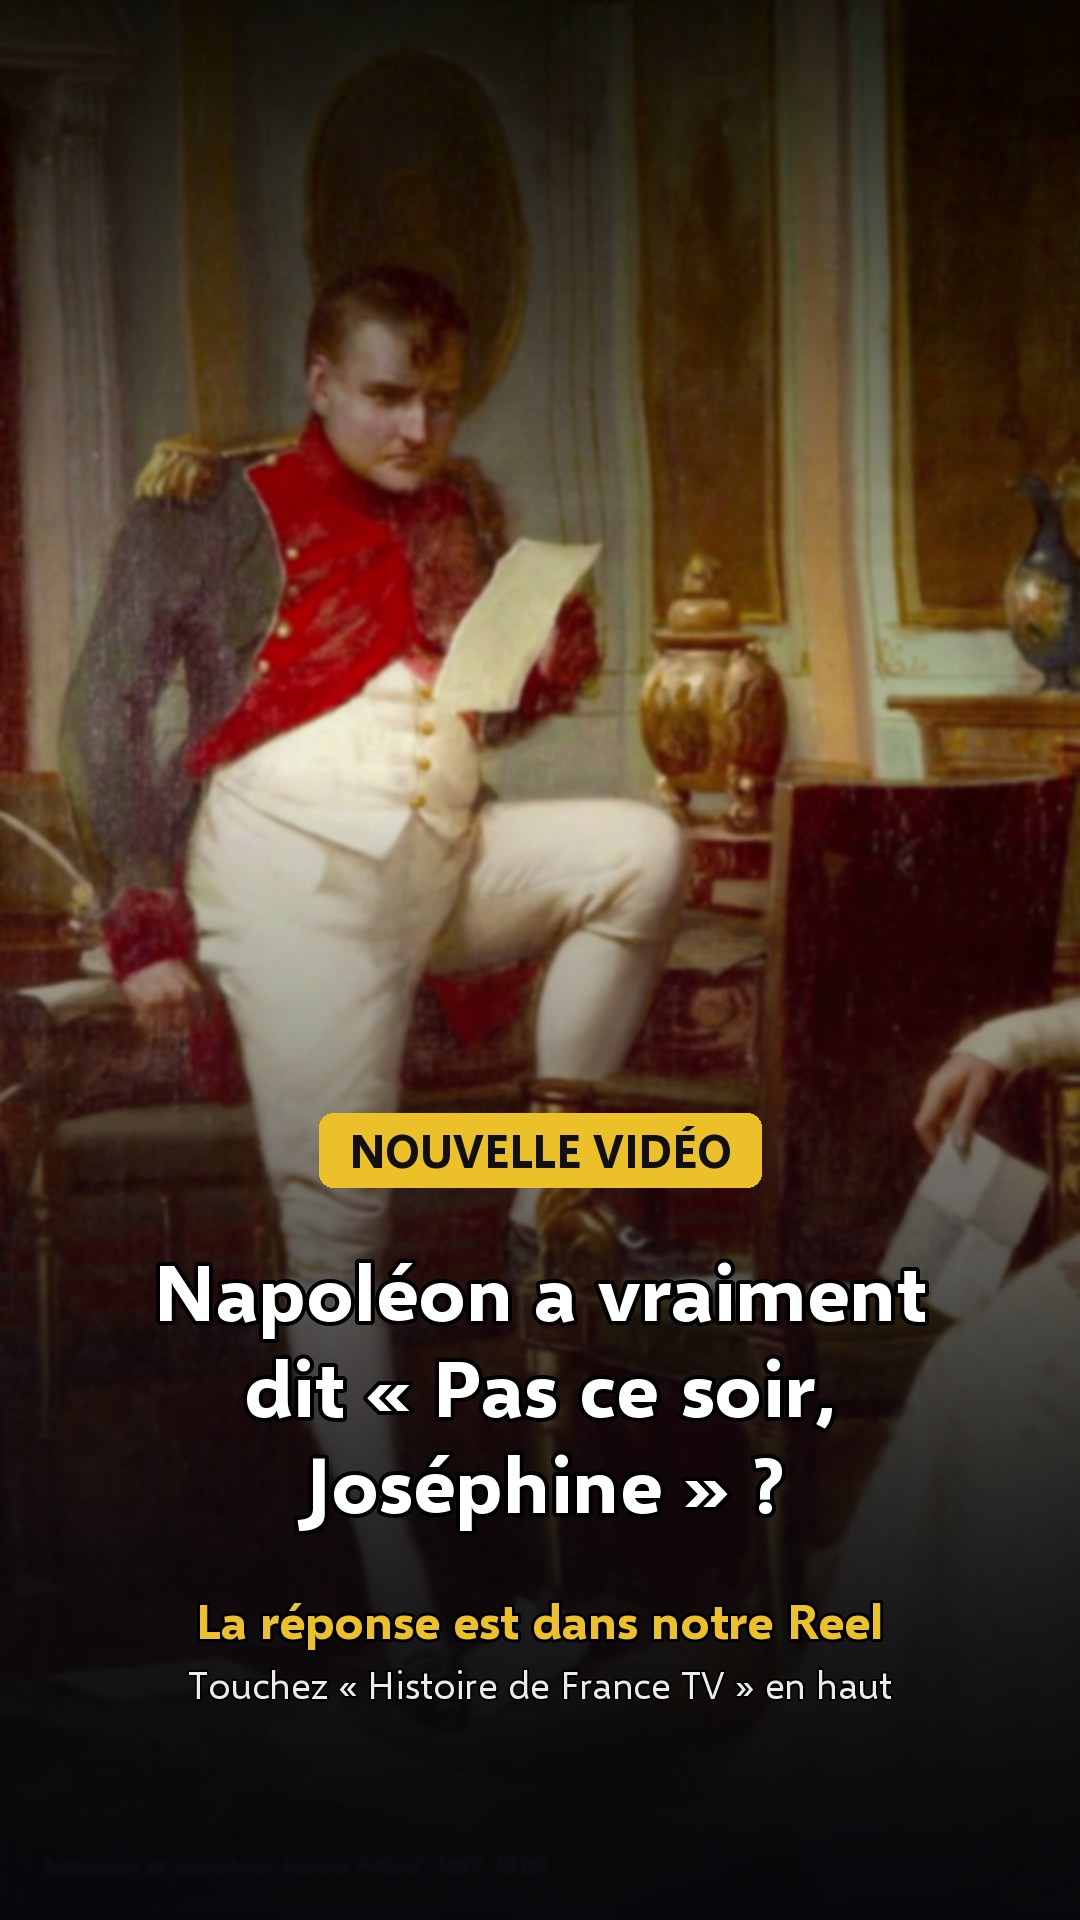 NOUVELLE VIDÉO
Napoléon a vraiment
dit « Pas ce soir,
Joséphine » ?
La réponse est dans notre Reel
Touchez « Histoire de France TV » en haut